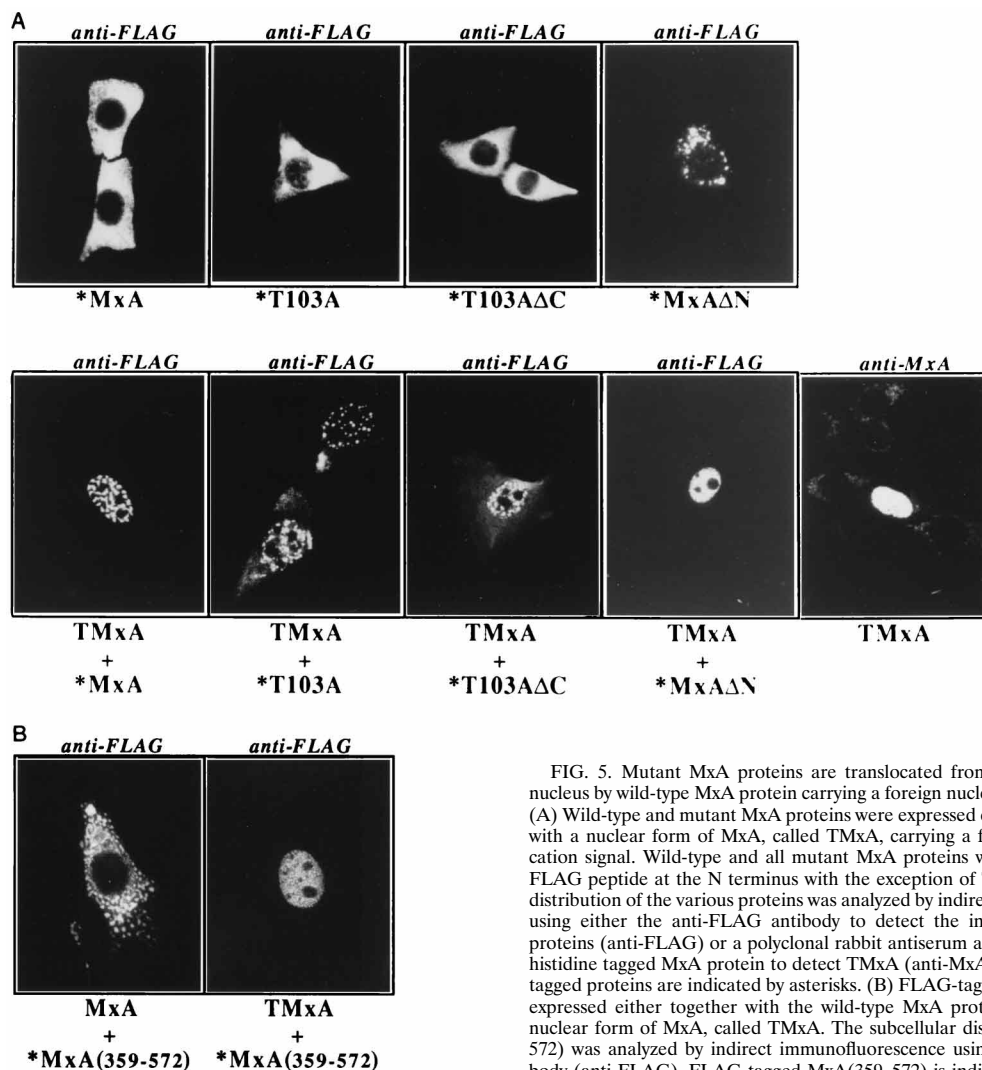 A
anti-FLAG anti-FLAG anti-FLAG anti-FLAG
*MxA *T103A *T103AΔC *MxAΔN
anti-FLAG anti-FLAG anti-FLAG anti-FLAG anti-MxA
TMxA TMxA TMxA TMxA TMxA
+ + + +
*MxA *T103A *T103AΔC *MxAΔN
B
anti-FLAG anti-FLAG
MxA TMxA
+ +
*MxA(359-572) *MxA(359-572)
FIG. 5. Mutant MxA proteins are translocated from
nucleus by wild-type MxA protein carrying a foreign nucle
(A) Wild-type and mutant MxA proteins were expressed
with a nuclear form of MxA, called TMxA, carrying a f
cation signal. Wild-type and all mutant MxA proteins w
FLAG peptide at the N terminus with the exception of
distribution of the various proteins was analyzed by indire
using either the anti-FLAG antibody to detect the in
proteins (anti-FLAG) or a polyclonal rabbit antiserum a
histidine tagged MxA protein to detect TMxA (anti-MxA
tagged proteins are indicated by asterisks. (B) FLAG-tag
expressed either together with the wild-type MxA prot
nuclear form of MxA, called TMxA. The subcellular dis
572) was analyzed by indirect immunofluorescence usin
body (anti-FLAG). FLAG-tagged MxA(359–572) is indi